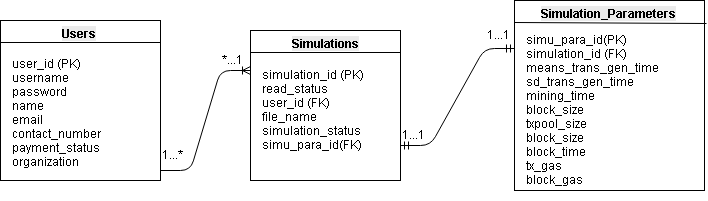 Users
user_id (PK)
username
password
name
email
contact_number
payment_status
organization
1...*
*...1
Simulations
simulation_id (PK)
read_status
user_id (FK)
file_name
simulation_status
simu_para_id(FK)
1...1
1...1
Simulation_Parameters
simu_para_id(PK)
simulation_id (FK)
means_trans_gen_time
sd_trans_gen_time
mining_time
block_size
txpool_size
block_size
block_time
tx_gas
block_gas